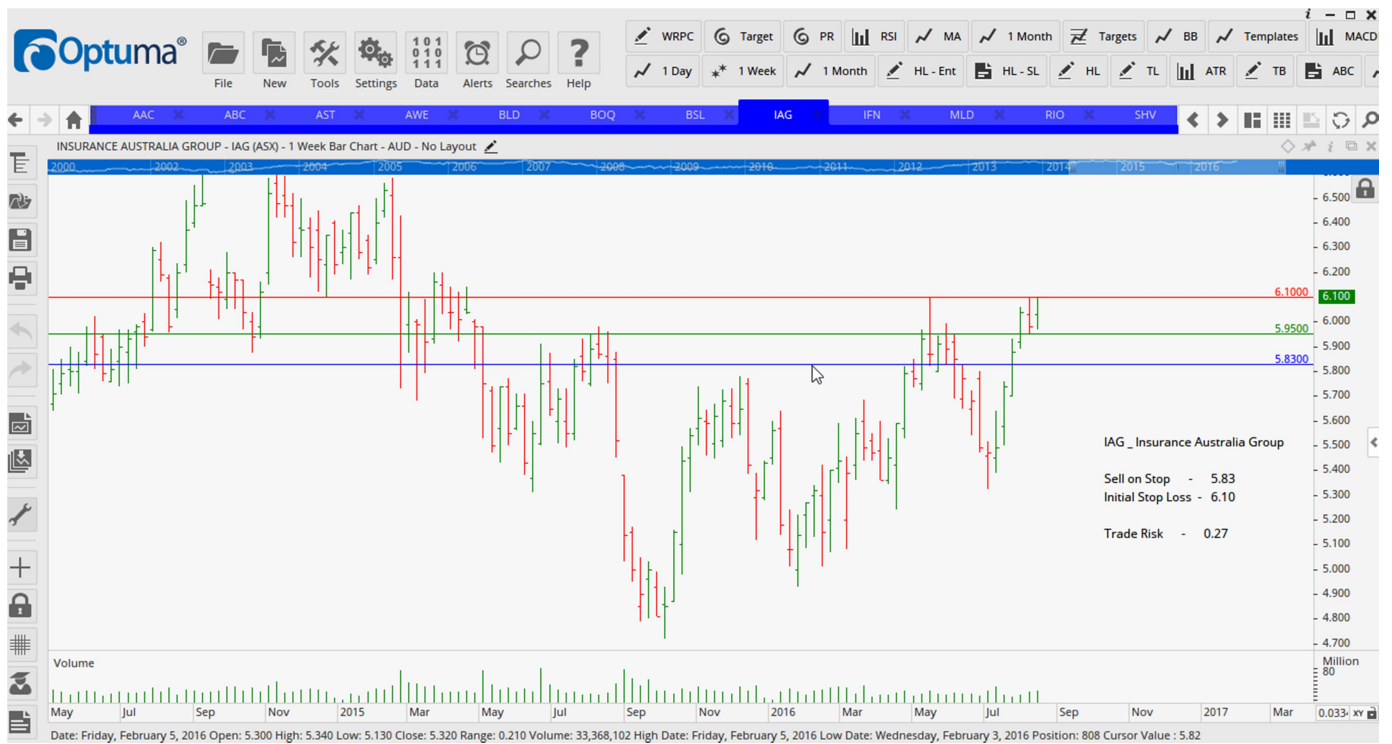 Optuma®
File
New
Tools
Settings
101
010
111
Data
Alerts
Searches
Help
WRPC
Target
PR
RSI
MA
1 Month
Targets
BB
Templates
MACD
1 Day
1 Week
1 Month
HL - Ent
HL - SL
HL
TL
ATR
TB
ABC
AAC
ABC
AST
AWE
BLD
BOQ
BSL
IAG
IFN
MLD
RIO
SHV
INSURANCE AUSTRALIA GROUP - IAG (ASX) - 1 Week Bar Chart - AUD - No Layout
2000 2002 2003 2004 2005 2006 2007 2008 2009 2010 2011 2012 2013 2014 2015 2016
6.500
6.400
6.300
6.200
6.1000
6.100
6.000
5.9500
5.900
5.8300
5.800
5.700
5.600
5.500
5.400
5.300
5.200
5.100
5.000
4.900
4.800
4.700
IAG _ Insurance Australia Group
Sell on Stop - 5.83
Initial Stop Loss - 6.10
Trade Risk - 0.27
Volume
Million
80
May Jul Sep Nov 2015 Mar May Jul Sep Nov 2016 Mar May Jul Sep Nov 2017 Mar
XY
Date: Friday, February 5, 2016 Open: 5.300 High: 5.340 Low: 5.130 Close: 5.320 Range: 0.210 Volume: 33,368,102 High Date: Friday, February 5, 2016 Low Date: Wednesday, February 3, 2016 Position: 808 Cursor Value : 5.82